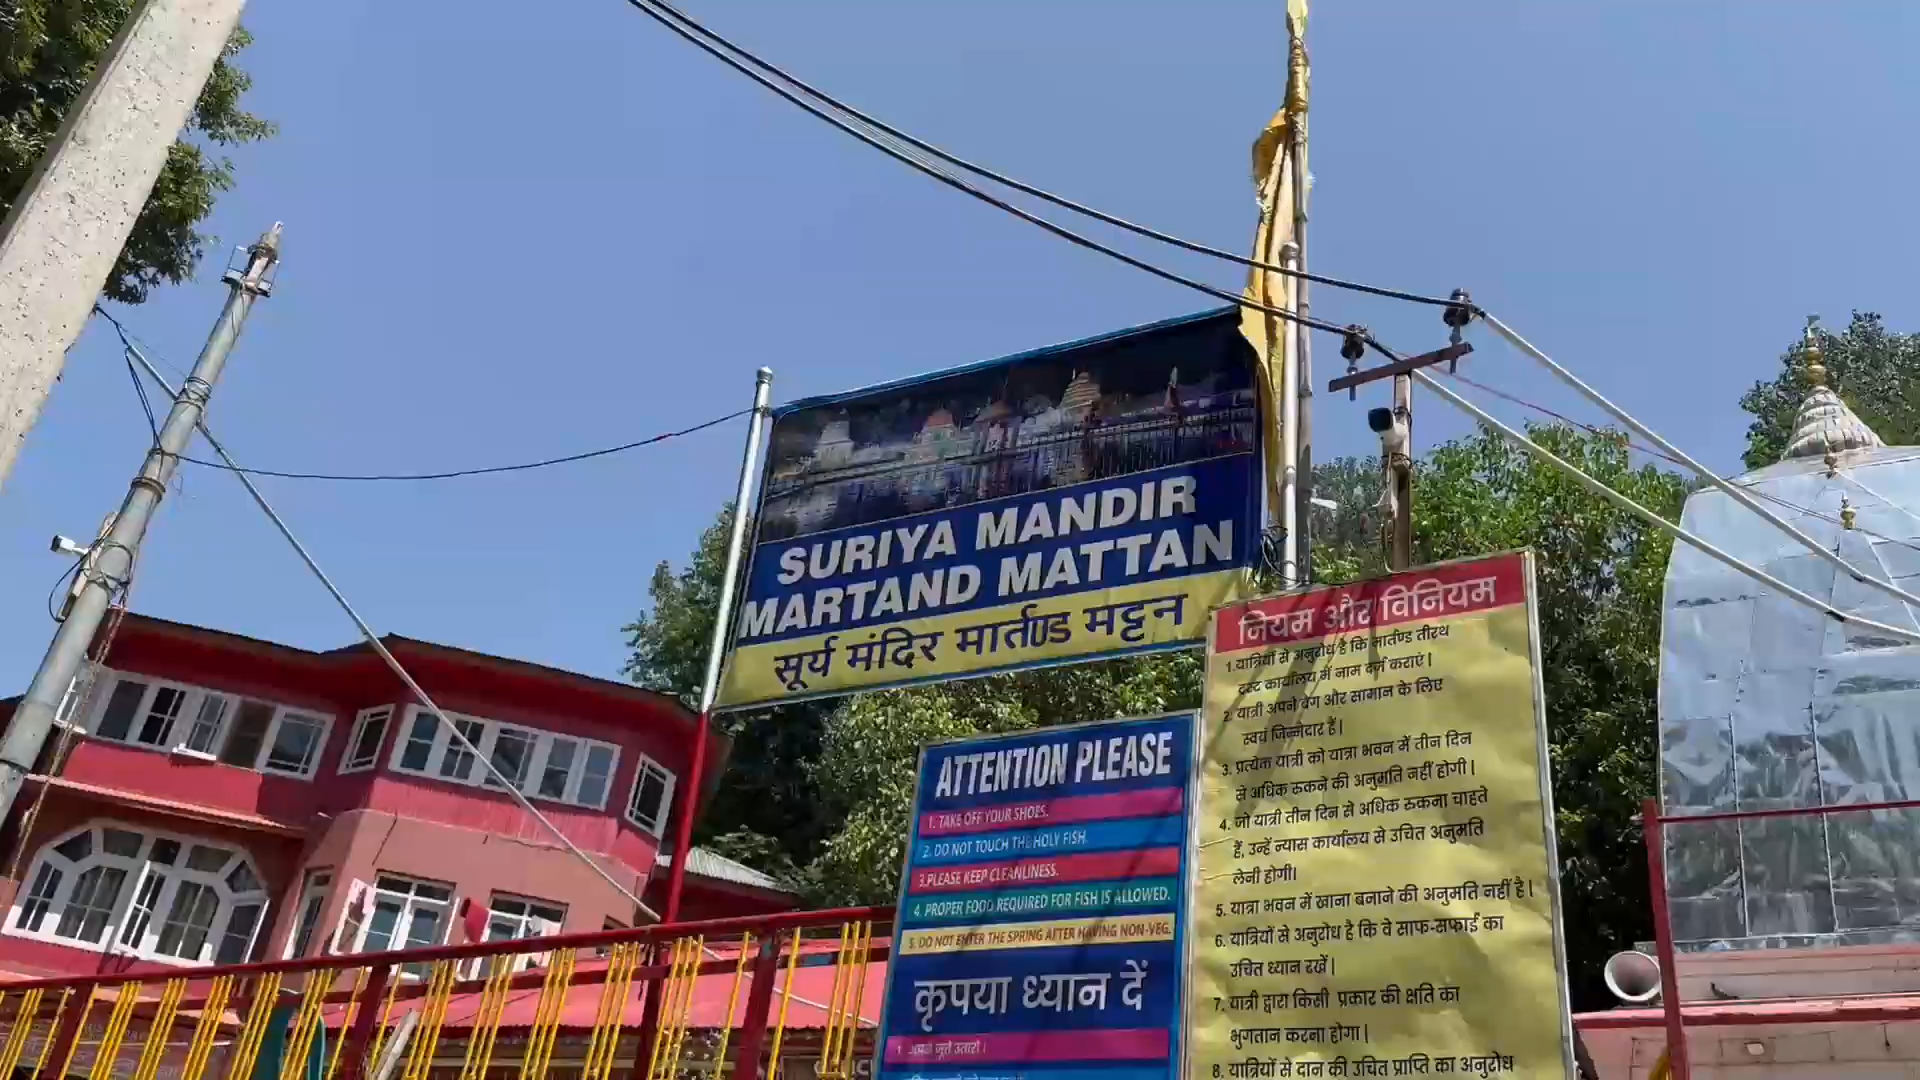 SURIYA MANDIR
MARTAND MATTAN
सूर्य मंदिर मार्तण्ड मट्टन
ATTENTION PLEASE
1. TAKE OFF YOUR SHOES.
2. DO NOT TOUCH THE HOLY FISH.
3.PLEASE KEEP CLEANLINESS.
4. PROPER FOOD REQUIRED FOR FISH IS ALLOWED.
5. DO NOT ENTER THE SPRING AFTER HAVING NON-VEG.
कृपया ध्यान दें
1 अपने जूते उतारो।
नियम और विनियम
1. यात्रियों से अनुरोध है कि मार्तण्ड तीरथ
ट्रस्ट कार्यालय में नाम दर्ज कराएं|
2. यात्री अपने बैग और सामान के लिए
स्वयं जिम्नेदार हैं|
3. प्रत्येक यात्री को यात्रा भवन में तीन दिन
से अधिक रुकने की अनुमति नहीं होगी|
4. जो यात्री तीन दिन से अधिक रुकना चाहते
हैं, उन्हें न्यास कार्यालय से उचित अनुमति
लेनी होगी।
5. यात्रा भवन में खाना बनाने की अनुमति नहीं है|
6. यात्रियों से अनुरोध है कि वे साफ-सफाई का
उचित ध्यान रखें|
7. यात्री द्वारा किसी प्रकार की क्षति का
भुगतान करना होगा|
8. यात्रियों से दान की उचित प्राप्ति का अनुरोध